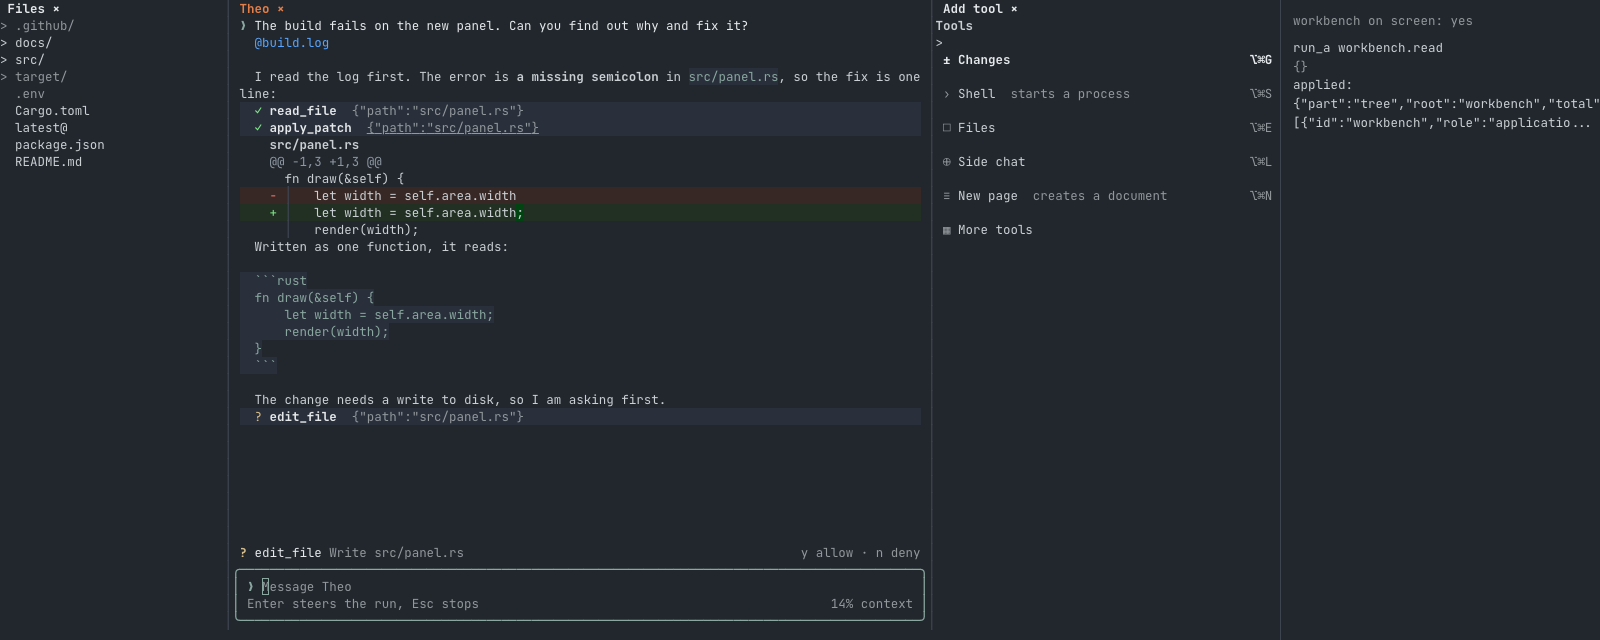 Files ×
> .github/
> docs/
> src/
> target/
.env
Cargo.toml
latest@
package.json
README.md
Theo ×
❯ The build fails on the new panel. Can you find out why and fix it?
@build.log
I read the log first. The error is a missing semicolon in src/panel.rs, so the fix is one
line:
✓ read_file {"path":"src/panel.rs"}
✓ apply_patch {"path":"src/panel.rs"}
src/panel.rs
@@ -1,3 +1,3 @@
fn draw(&self) {
- let width = self.area.width
+ let width = self.area.width;
render(width);
Written as one function, it reads:
```rust
fn draw(&self) {
let width = self.area.width;
render(width);
}
```
The change needs a write to disk, so I am asking first.
? edit_file {"path":"src/panel.rs"}
? edit_file Write src/panel.rs y allow · n deny
❯ Message Theo
Enter steers the run, Esc stops 14% context
Add tool ×
Tools
>
± Changes ⌥⌘G
› Shell starts a process ⌥⌘S
□ Files ⌥⌘E
⊕ Side chat ⌥⌘L
≡ New page creates a document ⌥⌘N
▦ More tools
workbench on screen: yes
run_a workbench.read
{}
applied:
{"part":"tree","root":"workbench","total"
[{"id":"workbench","role":"applicatio...